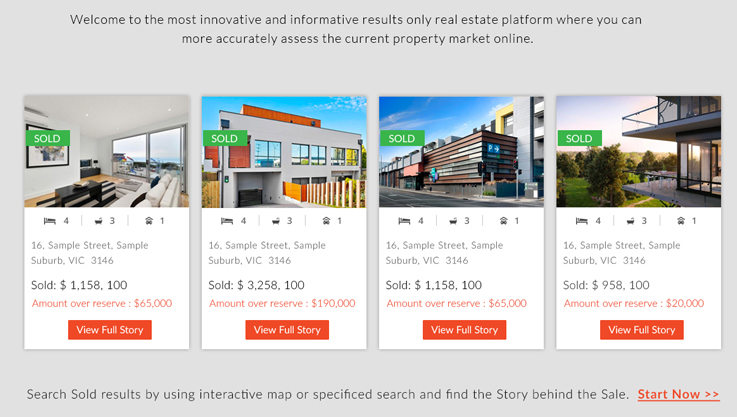 Welcome to the most innovative and informative results only real estate platform where you can
more accurately assess the current property market online.
SOLD
4 3 1
16, Sample Street, Sample
Suburb, VIC 3146
Sold: $ 1,158, 100
Amount over reserve : $65,000
View Full Story
SOLD
4 3 1
16, Sample Street, Sample
Suburb, VIC 3146
Sold: $ 3,258, 100
Amount over reserve : $190,000
View Full Story
SOLD
P
4 3 1
16, Sample Street, Sample
Suburb, VIC 3146
Sold: $ 1,158, 100
Amount over reserve : $65,000
View Full Story
SOLD
4 3 1
16, Sample Street, Sample
Suburb, VIC 3146
Sold: $ 958, 100
Amount over reserve : $20,000
View Full Story
Search Sold results by using interactive map or specificed search and find the Story behind the Sale. Start Now >>